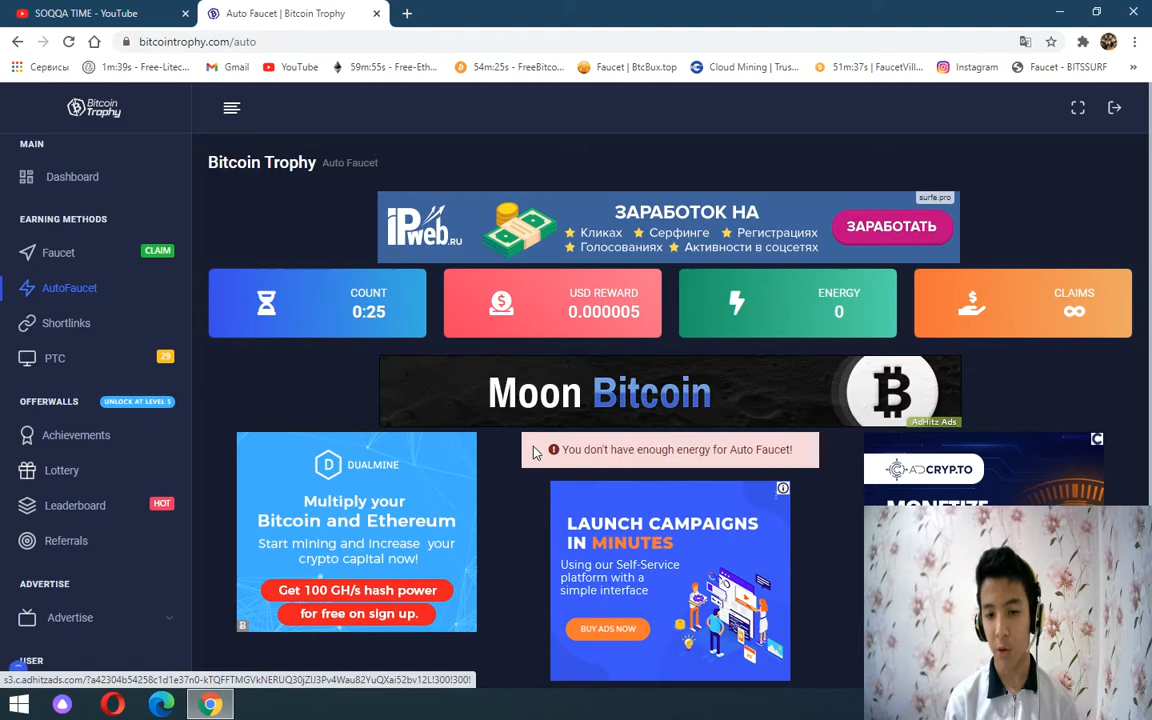 SOQQA TIME - YouTube
Auto Faucet | Bitcoin Trophy
bitcointrophy.com/auto
Сервисы
1m:39s - Free-Litec...
Gmail
YouTube
59m:55s - Free-Eth...
54m:25s - FreeBitco...
Faucet | BtcBux.top
Cloud Mining | Trus...
51m:37s | FaucetVill...
Instagram
Faucet - BITSSURF
Bitcoin
Trophy
MAIN
Dashboard
EARNING METHODS
Faucet
CLAIM
AutoFaucet
Shortlinks
PTC
29
OFFERWALLS
UNLOCK AT LEVEL 5
Achievements
Lottery
Leaderboard
HOT
Referrals
ADVERTISE
Advertise
USER
Bitcoin Trophy Auto Faucet
surfe.pro
IPweb.RU
ЗАРАБОТОК НА
Кликах
Серфинге
Регистрациях
Голосованиях
Активности в соцсетях
ЗАРАБОТАТЬ
COUNT
0:25
USD REWARD
0.000005
ENERGY
0
CLAIMS
∞
Moon Bitcoin
AdHitz Ads
You don't have enough energy for Auto Faucet!
DUALMINE
Multiply your
Bitcoin and Ethereum
Start mining and increase your
crypto capital now!
Get 100 GH/s hash power
for free on sign up.
LAUNCH CAMPAIGNS
IN MINUTES
Using our Self-Service
platform with a
simple interface
BUY ADS NOW
ADCRYP.TO
MONETIZE